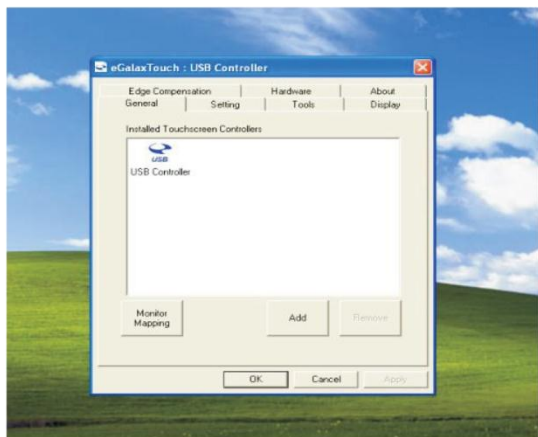 eGalaxTouch : USB Controller
Edge Compensation
Hardware
About
General
Setting
Tools
Display
Installed Touchscreen Controllers
USB
USB Controller
Monitor
Mapping
Add
Remove
OK
Cancel
Apply